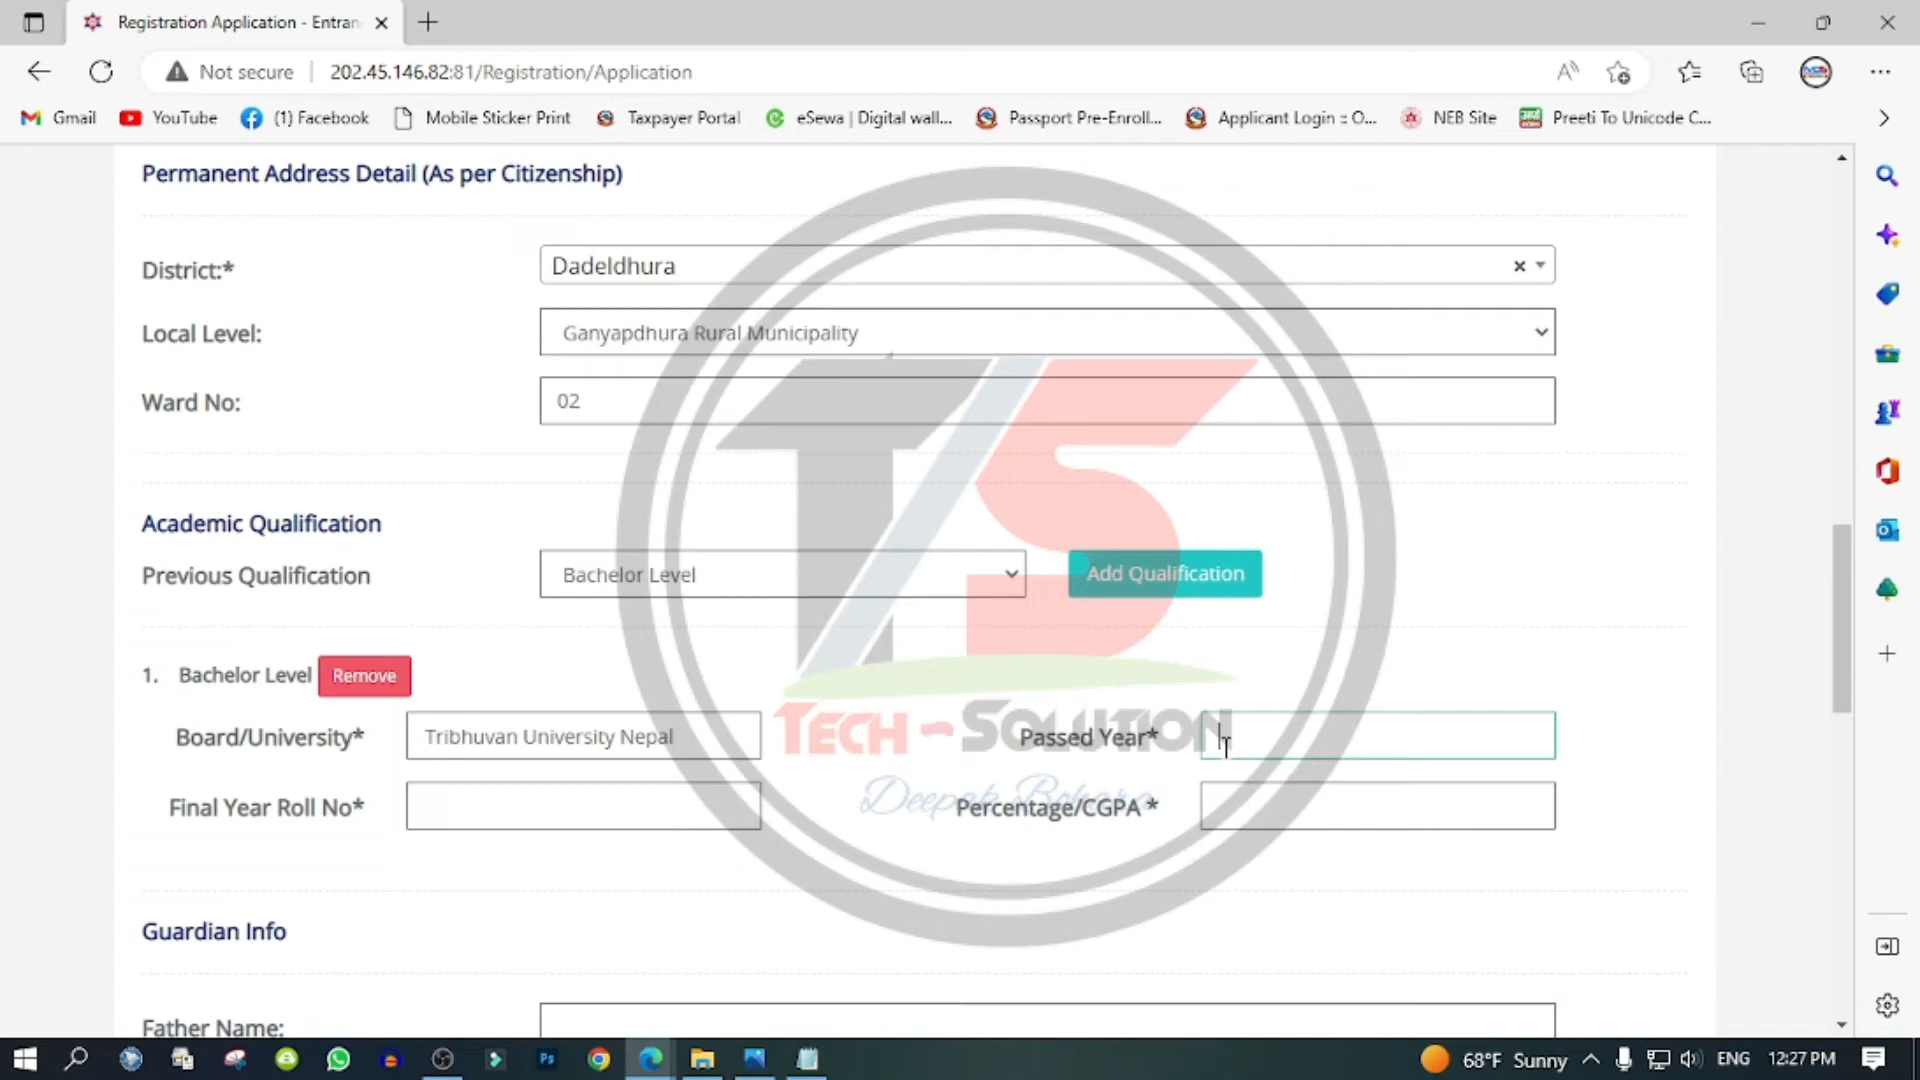 Registration Application - Entran
Not secure
202.45.146.82:81/Registration/Application
Gmail
YouTube
(1) Facebook
Mobile Sticker Print
Taxpayer Portal
eSewa | Digital wall...
Passport Pre-Enroll...
Applicant Login :: O...
NEB Site
Preeti To Unicode C...
Permanent Address Detail (As per Citizenship)
District:*
Dadeldhura
Local Level:
Ganyapdhura Rural Municipality
Ward No:
02
Academic Qualification
Previous Qualification
Bachelor Level
Add Qualification
1. Bachelor Level
Remove
Board/University*
Tribhuvan University Nepal
Passed Year*
Final Year Roll No*
Percentage/CGPA *
TS
TECH-SOLUTION
Deepak Bohara
Guardian Info
Father Name:
Ps
68°F Sunny
ENG
12:27 PM